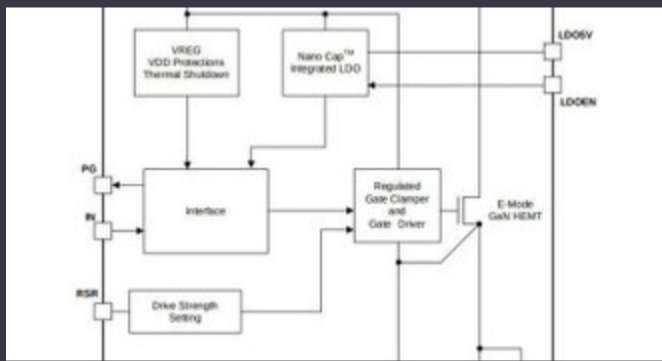 VREG
VDD Protections
Thermal Shutdown
Nano Cap™
Integrated LDO
LDO5V
LDOEN
PG
IN
Interface
Regulated
Gate Clamper
and
Gate Driver
E-Mode
GaN HEMT
RSR
Drive Strength
Setting